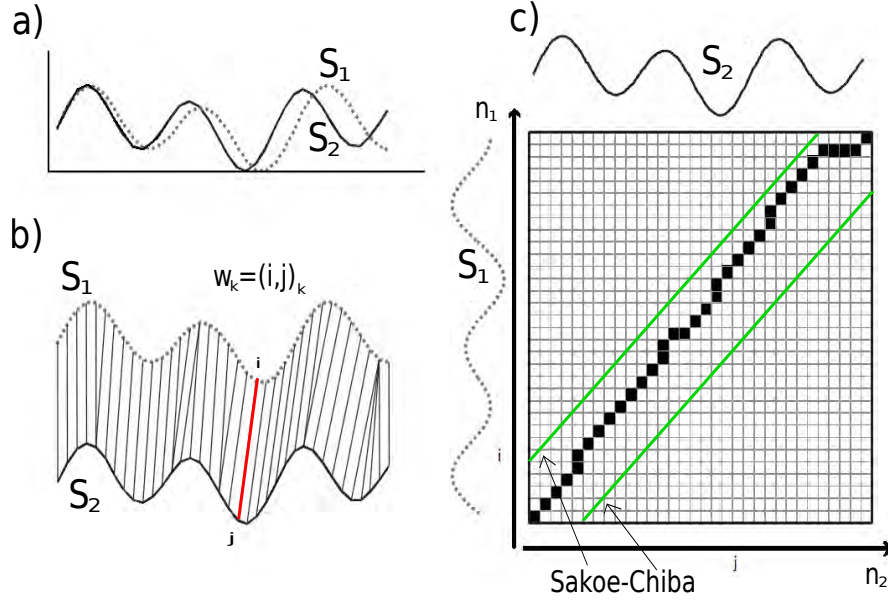 a)
S₁
S₂
b)
S₁
wₖ=(i,j)ₖ
i
S₂
j
c)
S₂
n₁
S₁
i
j
n₂
Sakoe-Chiba